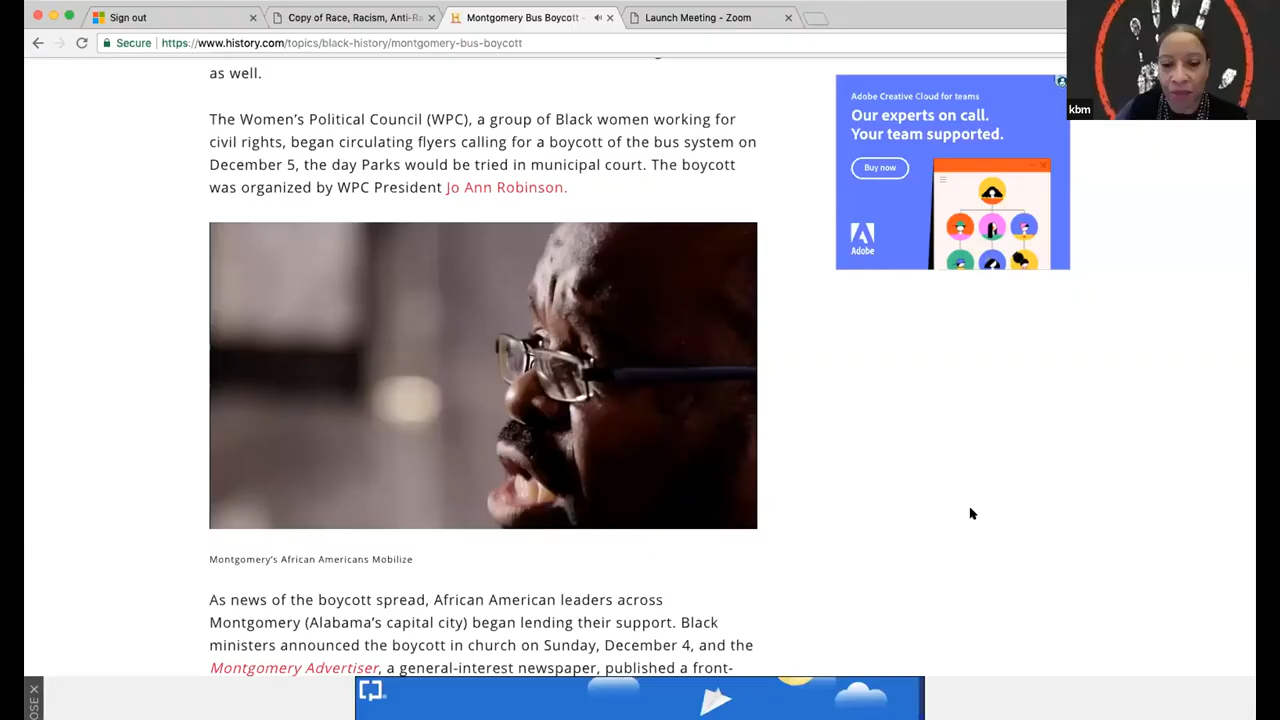 Sign out
Copy of Race, Racism, Anti-Ra
Montgomery Bus Boycott -
Launch Meeting - Zoom
Secure
https://www.history.com/topics/black-history/montgomery-bus-boycott
kbm
as well.
The Women's Political Council (WPC), a group of Black women working for
civil rights, began circulating flyers calling for a boycott of the bus system on
December 5, the day Parks would be tried in municipal court. The boycott
was organized by WPC President Jo Ann Robinson.
Adobe Creative Cloud for teams
Our experts on call.
Your team supported.
Buy now
Adobe
Montgomery's African Americans Mobilize
As news of the boycott spread, African American leaders across
Montgomery (Alabama's capital city) began lending their support. Black
ministers announced the boycott in church on Sunday, December 4, and the
Montgomery Advertiser, a general-interest newspaper, published a front-
OSE X